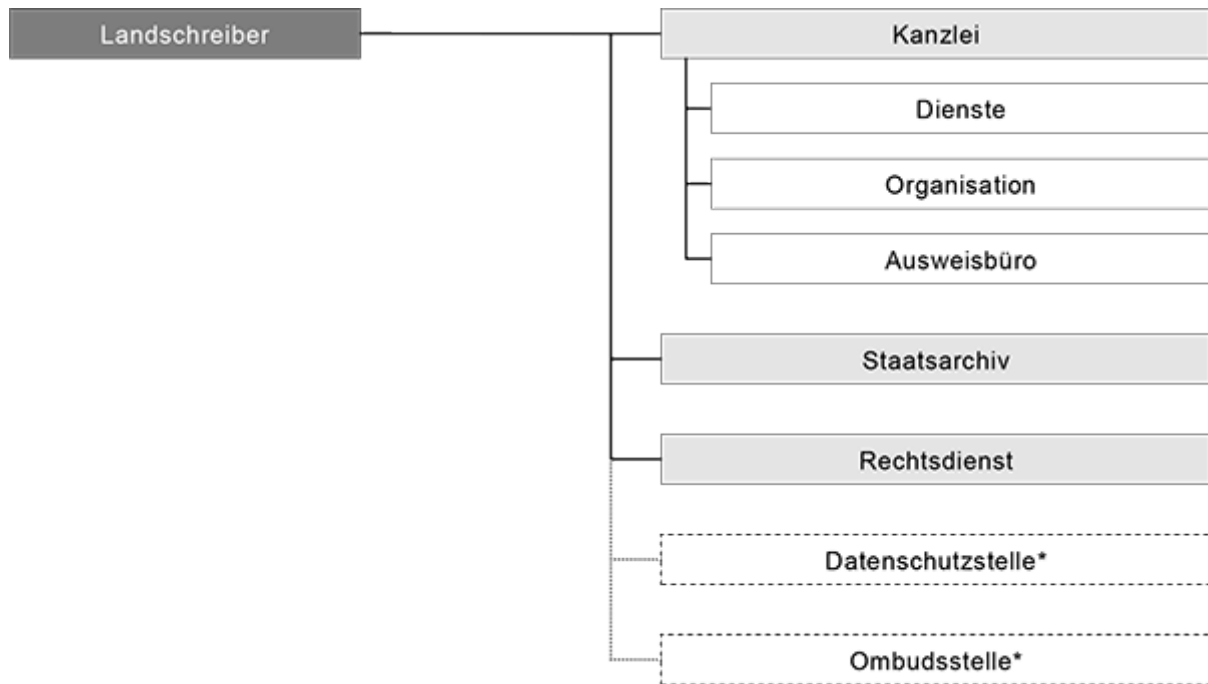 Landschreiber
Kanzlei
Dienste
Organisation
Ausweisbüro
Staatsarchiv
Rechtsdienst
Datenschutzstelle*
Ombudsstelle*